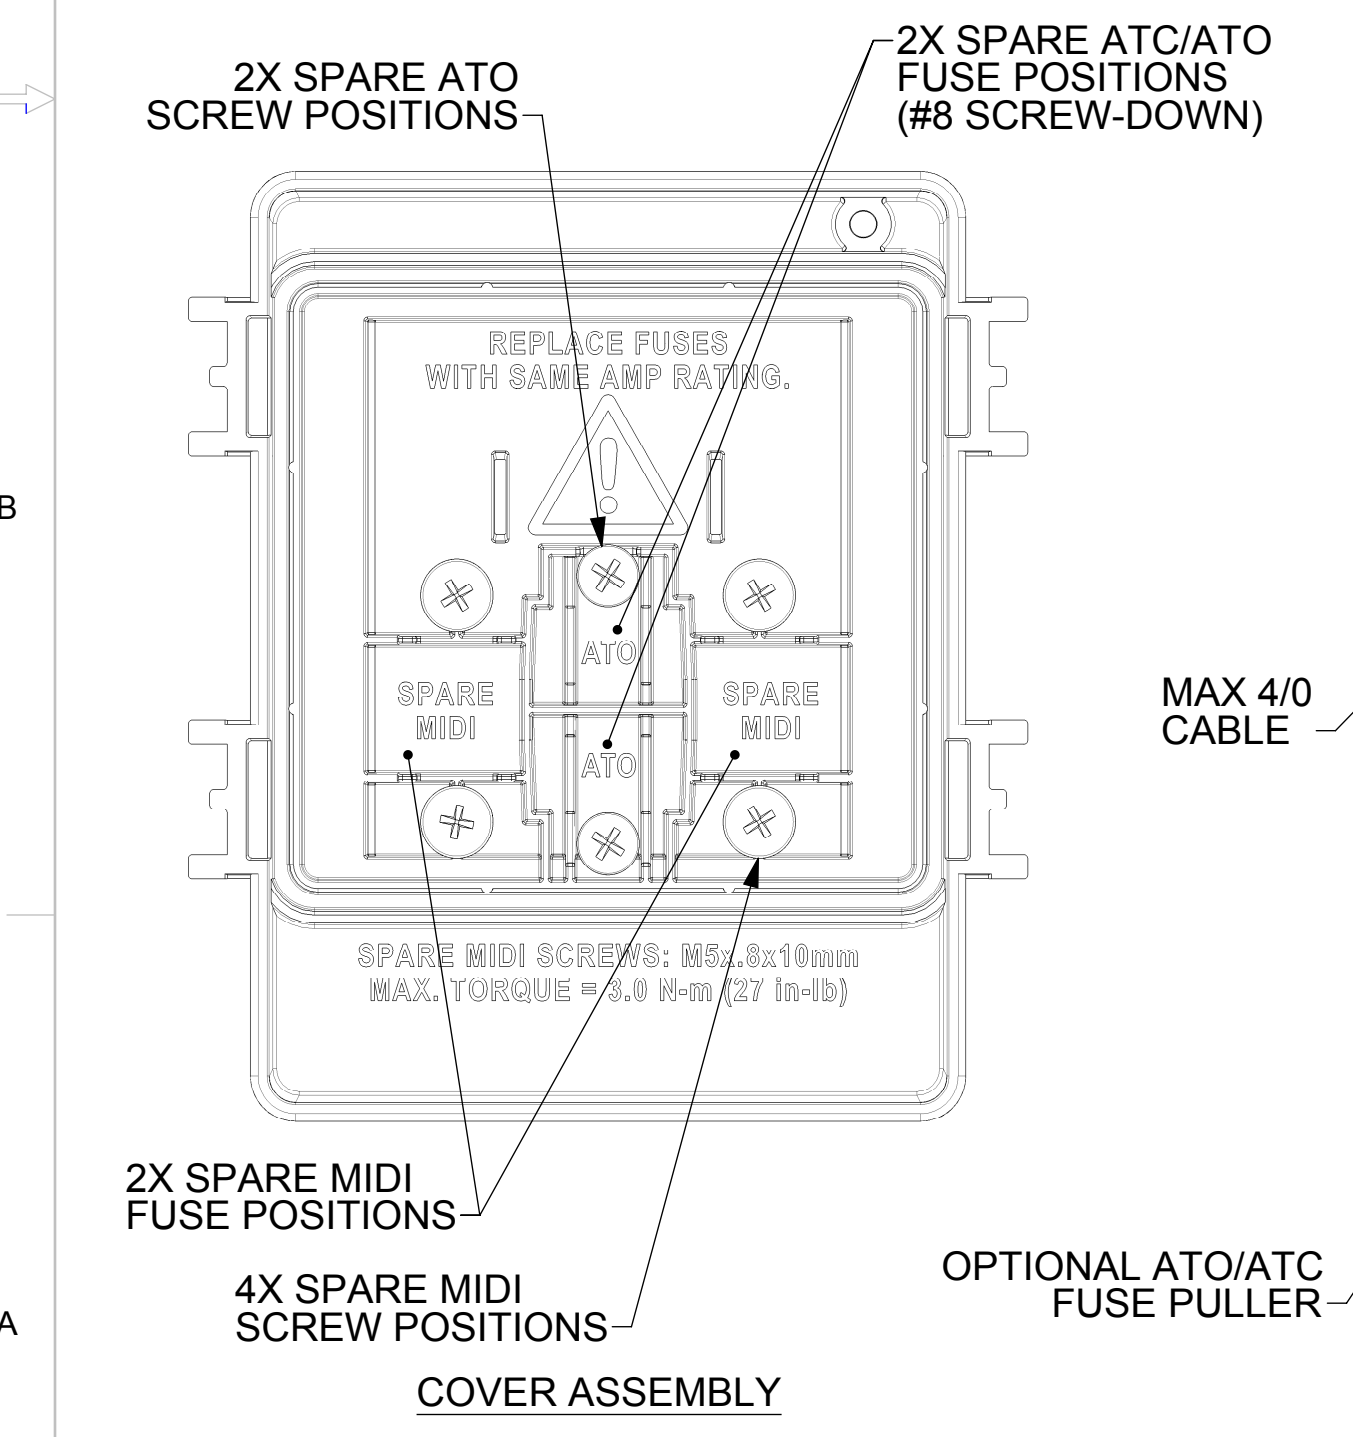 2X SPARE ATO
SCREW POSITIONS
2X SPARE ATC/ATO
FUSE POSITIONS
(#8 SCREW-DOWN)
REPLACE FUSES
WITH SAME AMP RATING.
!
B
ATO
SPARE
MIDI
SPARE
MIDI
ATO
MAX 4/0
CABLE
SPARE MIDI SCREWS: M5x.8x10mm
MAX. TORQUE = 3.0 N-m (27 in-lb)
2X SPARE MIDI
FUSE POSITIONS
4X SPARE MIDI
SCREW POSITIONS
OPTIONAL ATO/ATC
FUSE PULLER
A
COVER ASSEMBLY